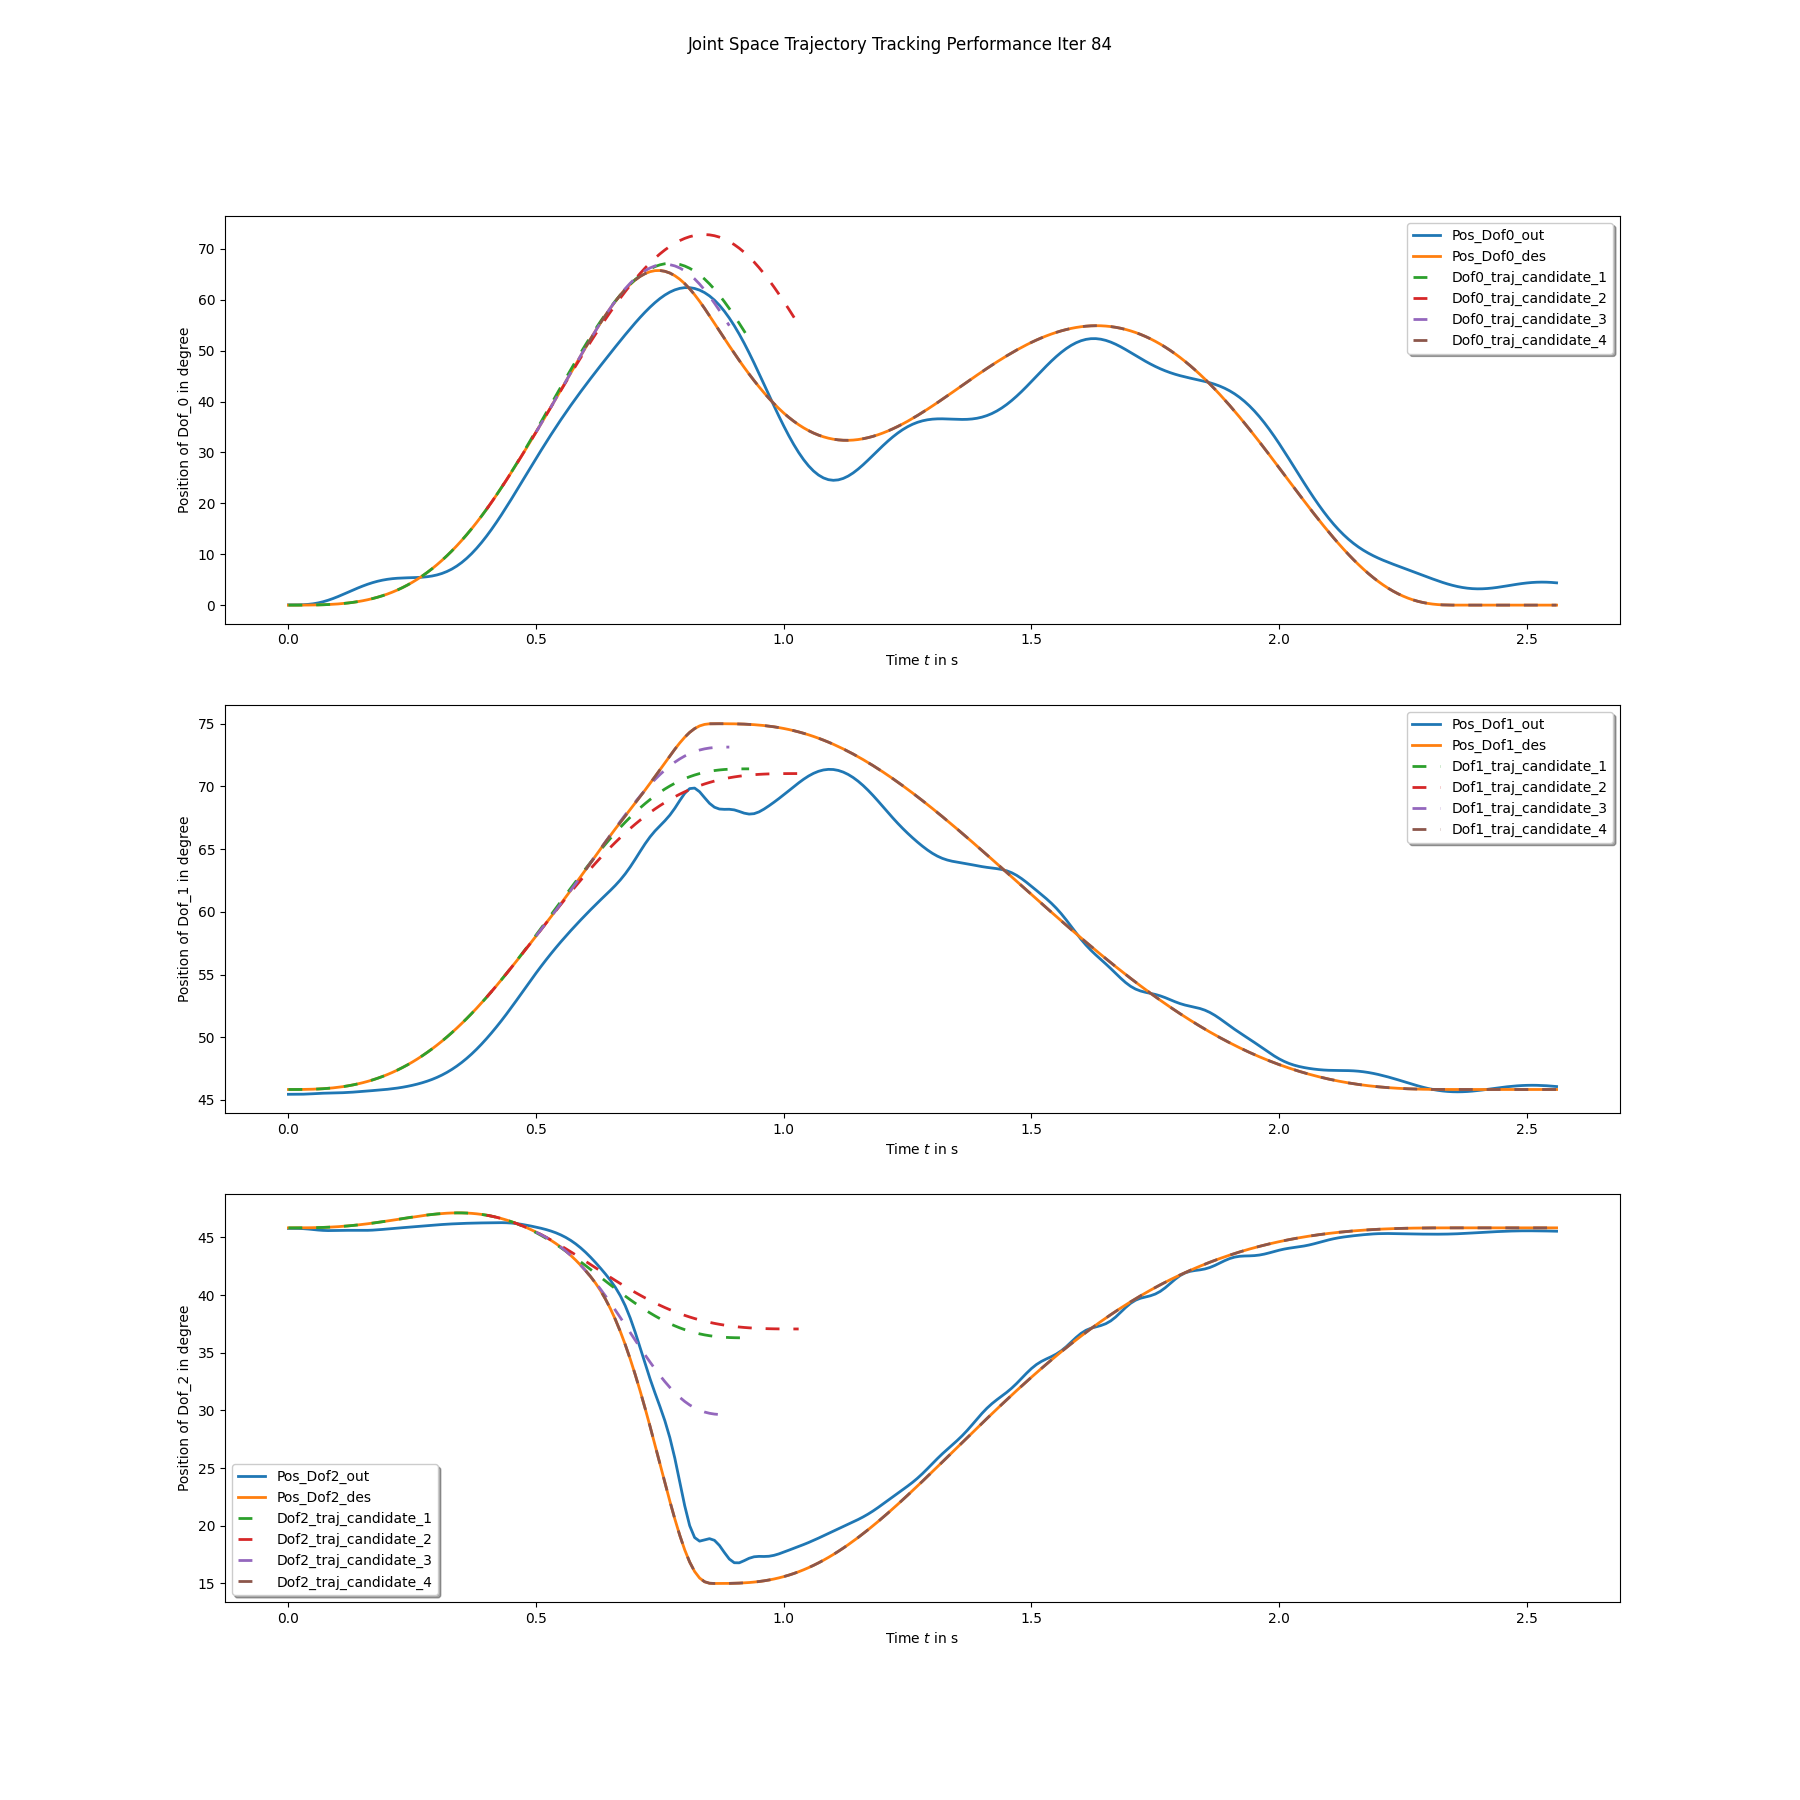 Joint Space Trajectory Tracking Performance Iter 84
Position of Dof_0 in degree
70
60
50
40
30
20
10
0
Pos_Dof0_out
Pos_Dof0_des
Dof0_traj_candidate_1
Dof0_traj_candidate_2
Dof0_traj_candidate_3
Dof0_traj_candidate_4
0.0 0.5 1.0 1.5 2.0 2.5
Time t in s
Position of Dof_1 in degree
75
70
65
60
55
50
45
Pos_Dof1_out
Pos_Dof1_des
Dof1_traj_candidate_1
Dof1_traj_candidate_2
Dof1_traj_candidate_3
Dof1_traj_candidate_4
0.0 0.5 1.0 1.5 2.0 2.5
Time t in s
Position of Dof_2 in degree
45
40
35
30
25
20
15
Pos_Dof2_out
Pos_Dof2_des
Dof2_traj_candidate_1
Dof2_traj_candidate_2
Dof2_traj_candidate_3
Dof2_traj_candidate_4
0.0 0.5 1.0 1.5 2.0 2.5
Time t in s